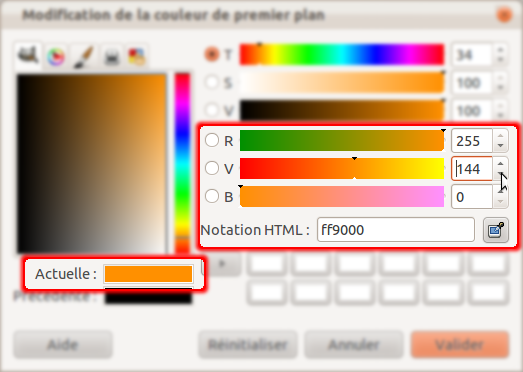 Modification de la couleur de premier plan
T 34
S 100
V 100
R 255
V 144
B 0
Notation HTML : ff9000
Actuelle :
Précédente :
Aide Réinitialiser Annuler Valider